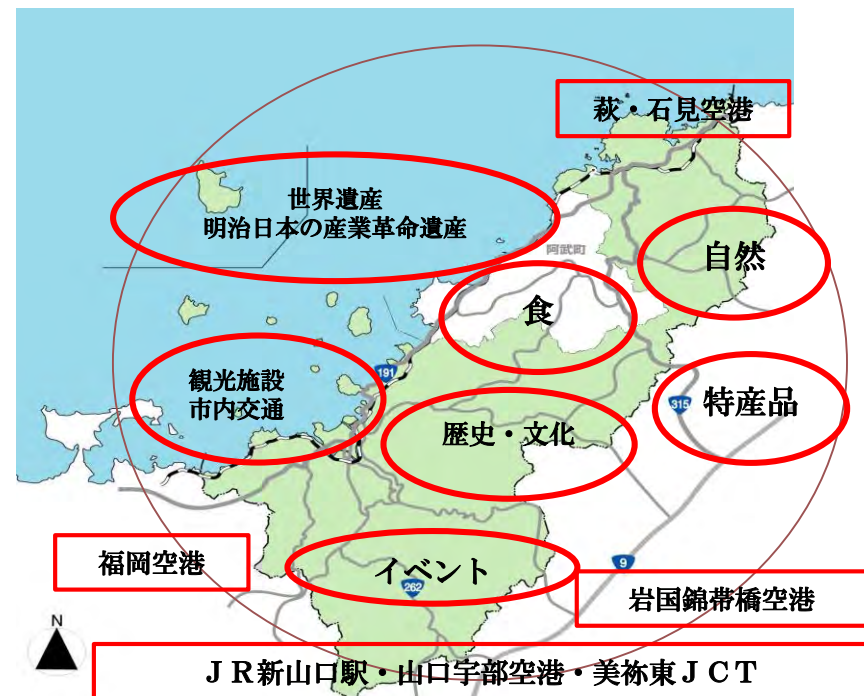 萩・石見空港
世界遺産
明治日本の産業革命遺産
自然
阿武町
食
191
観光施設
市内交通
315
特産品
歴史・文化
福岡空港
イベント
262
9
岩国錦帯橋空港
N
ＪＲ新山口駅・山口宇部空港・美祢東ＪＣＴ